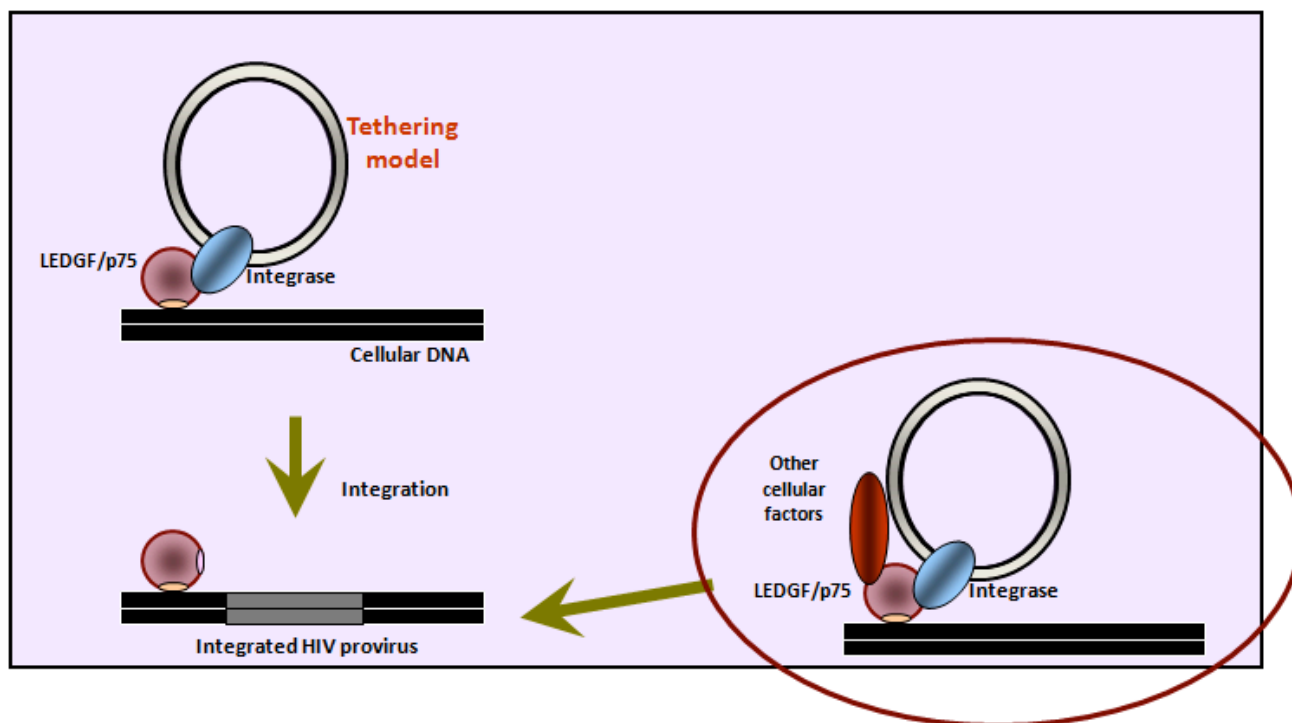 Tethering
model
LEDGF/p75
Integrase
Cellular DNA
Integration
Integrated HIV provirus
Other
cellular
factors
LEDGF/p75
Integrase